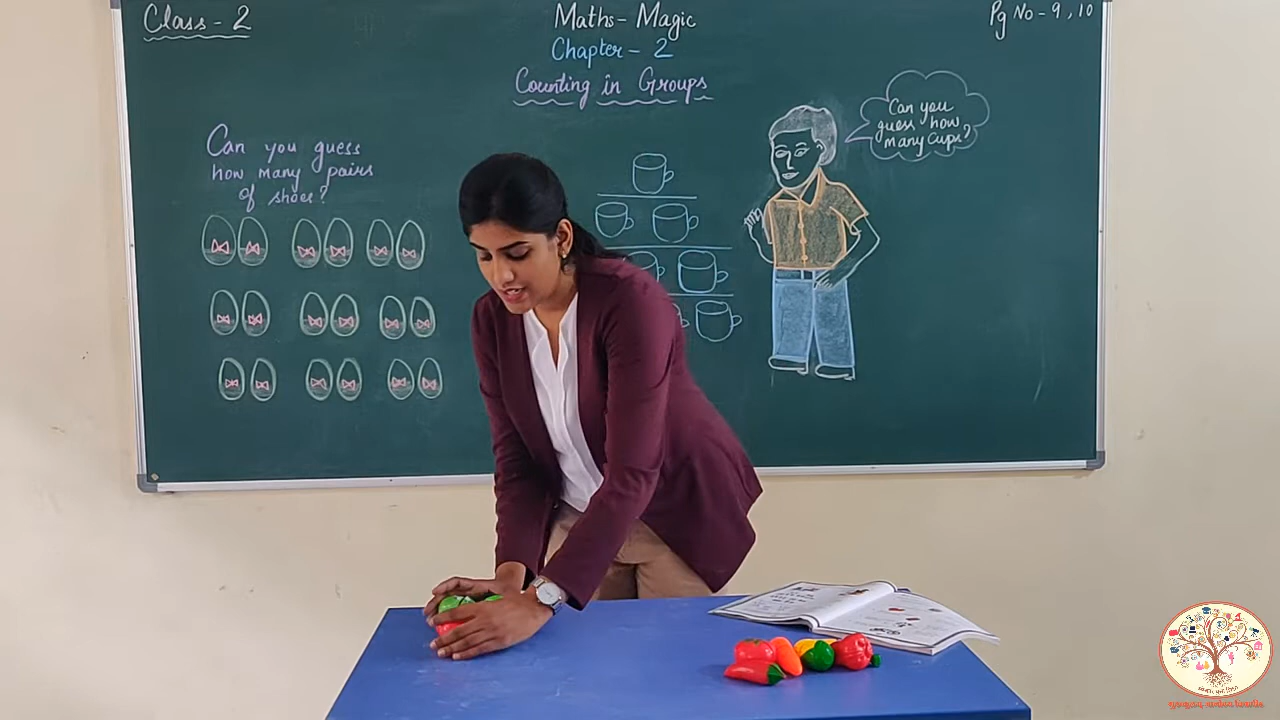 Class - 2
Maths - Magic
Pg No - 9, 10
Chapter - 2
Counting in Groups
Can you guess
how many pairs
of shoes?
Can you
guess how
many cups?